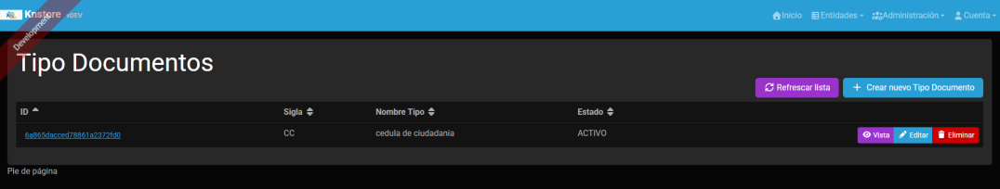 Knstore vDEV
Inicio Entidades Administración Cuenta
Development
Tipo Documentos
Refrescar lista + Crear nuevo Tipo Documento
ID Sigla Nombre Tipo Estado
6a865dacced78861a2372fd0 CC cedula de ciudadania ACTIVO Vista Editar Eliminar
Pie de página